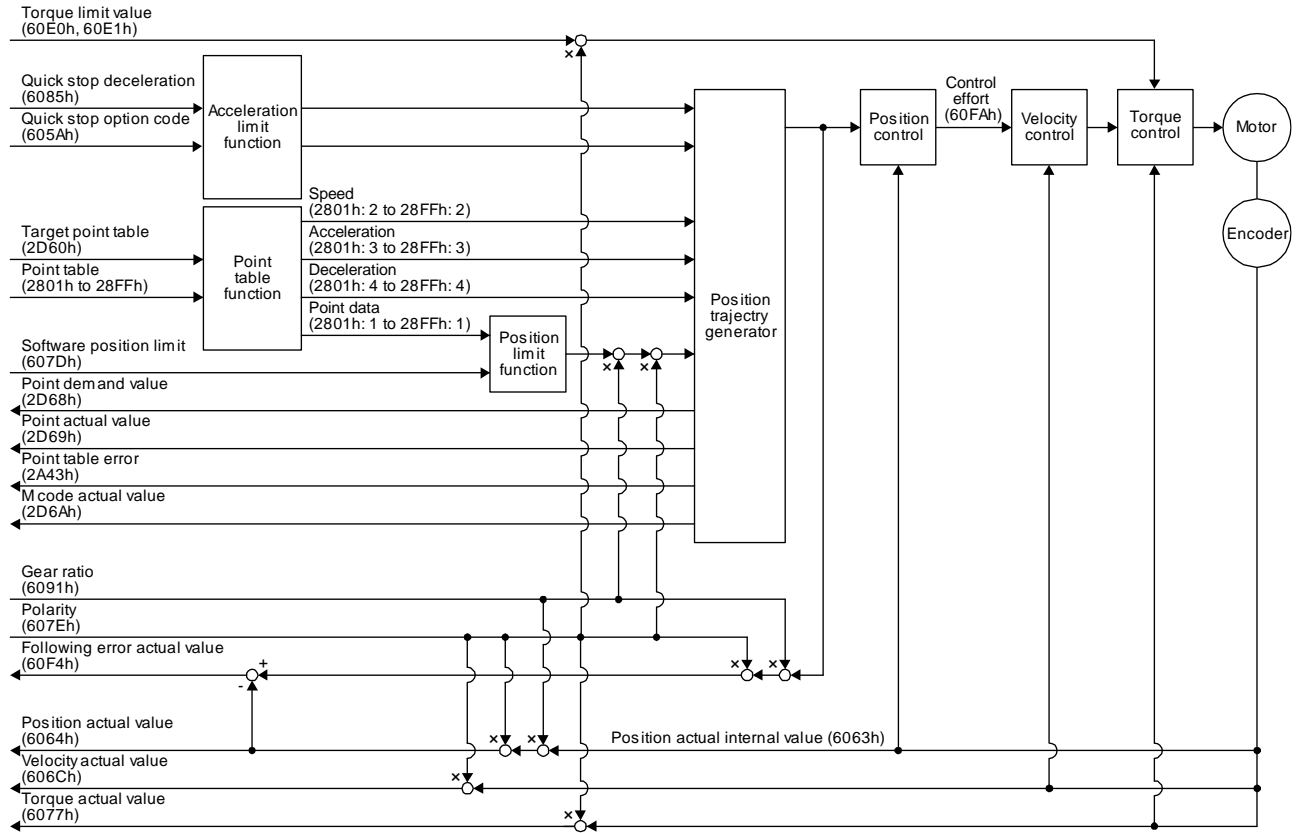 Torque limit value
(60E0h, 60E1h)
×
Quick stop deceleration
(6085h)
Quick stop option code
(605Ah)
Acceleration
limit
function
Control
effort
(60FAh)
Position
control
Velocity
control
Torque
control
Motor
Encoder
Speed
(2801h: 2 to 28FFh: 2)
Target point table
(2D60h)
Point table
(2801h to 28FFh)
Point
table
function
Acceleration
(2801h: 3 to 28FFh: 3)
Deceleration
(2801h: 4 to 28FFh: 4)
Point data
(2801h: 1 to 28FFh: 1)
Position
trajectry
generator
Software position limit
(607Dh)
Position
limit
function
×
×
Point demand value
(2D68h)
Point actual value
(2D69h)
Point table error
(2A43h)
M code actual value
(2D6Ah)
Gear ratio
(6091h)
Polarity
(607Eh)
Following error actual value
(60F4h)
+
-
×
×
Position actual value
(6064h)
×
×
Position actual internal value (6063h)
Velocity actual value
(606Ch)
×
Torque actual value
(6077h)
×